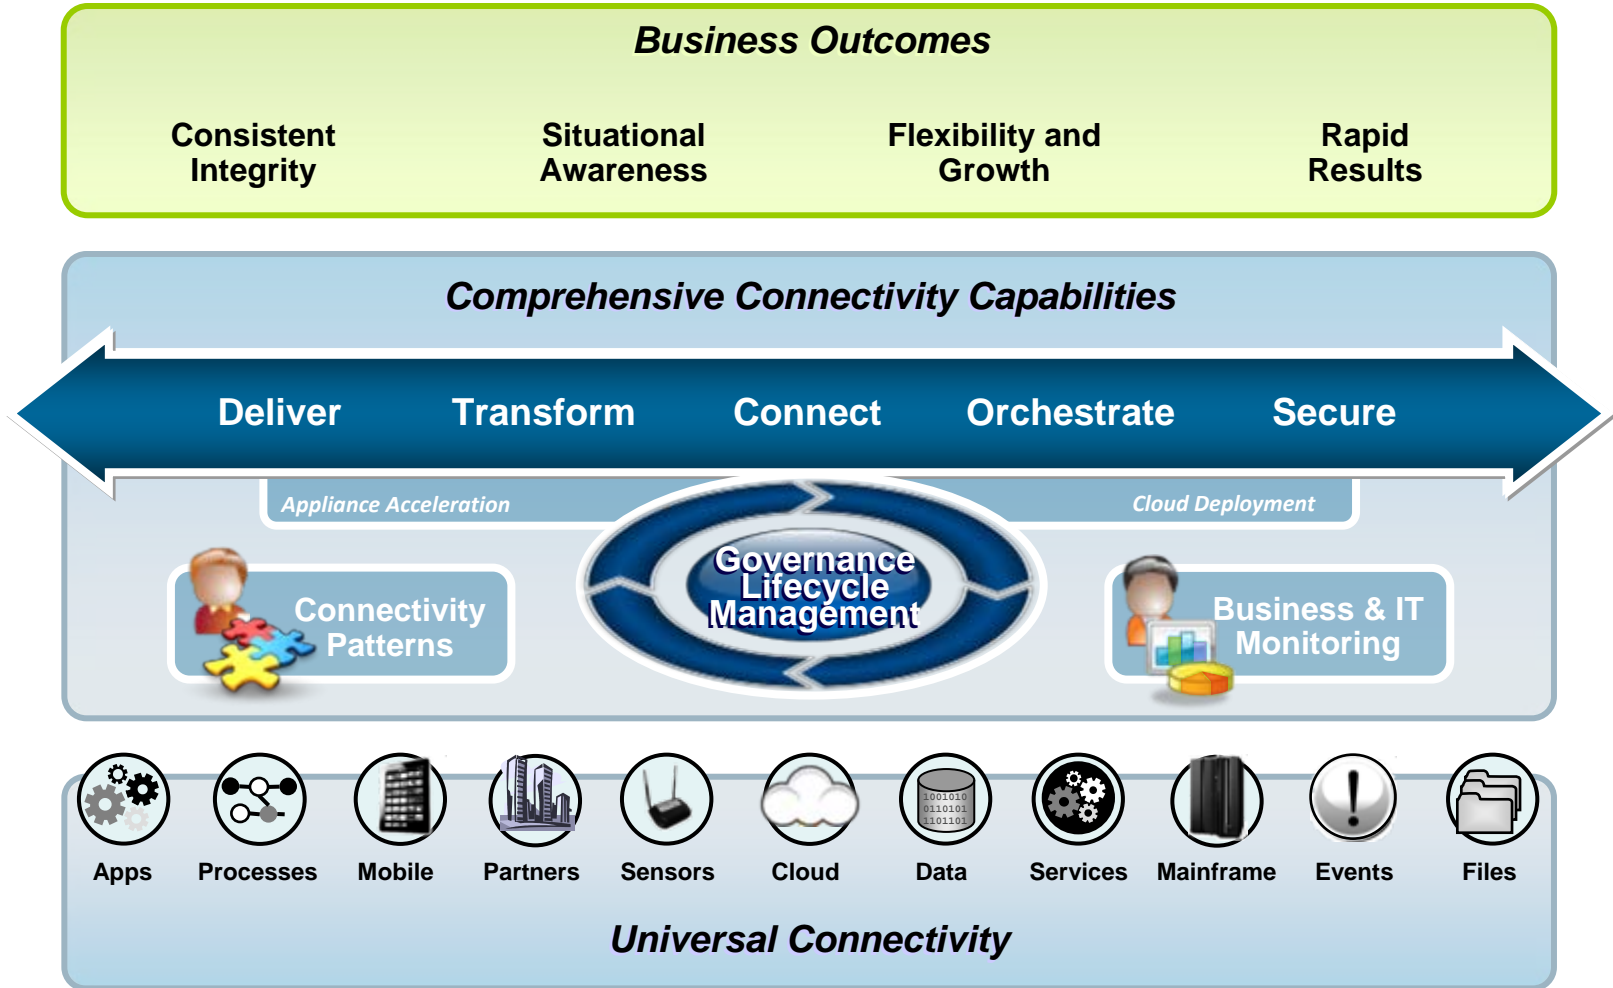 Business Outcomes
Consistent
Integrity
Situational
Awareness
Flexibility and
Growth
Rapid
Results
Comprehensive Connectivity Capabilities
Deliver
Transform
Connect
Orchestrate
Secure
Appliance Acceleration
Cloud Deployment
Governance
Lifecycle
Management
Connectivity
Patterns
Business & IT
Monitoring
1001010
0110101
1101101
Apps
Processes
Mobile
Partners
Sensors
Cloud
Data
Services
Mainframe
Events
Files
Universal Connectivity